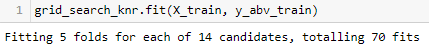 1 grid_search_knr.fit(X_train, y_abv_train)
Fitting 5 folds for each of 14 candidates, totalling 70 fits